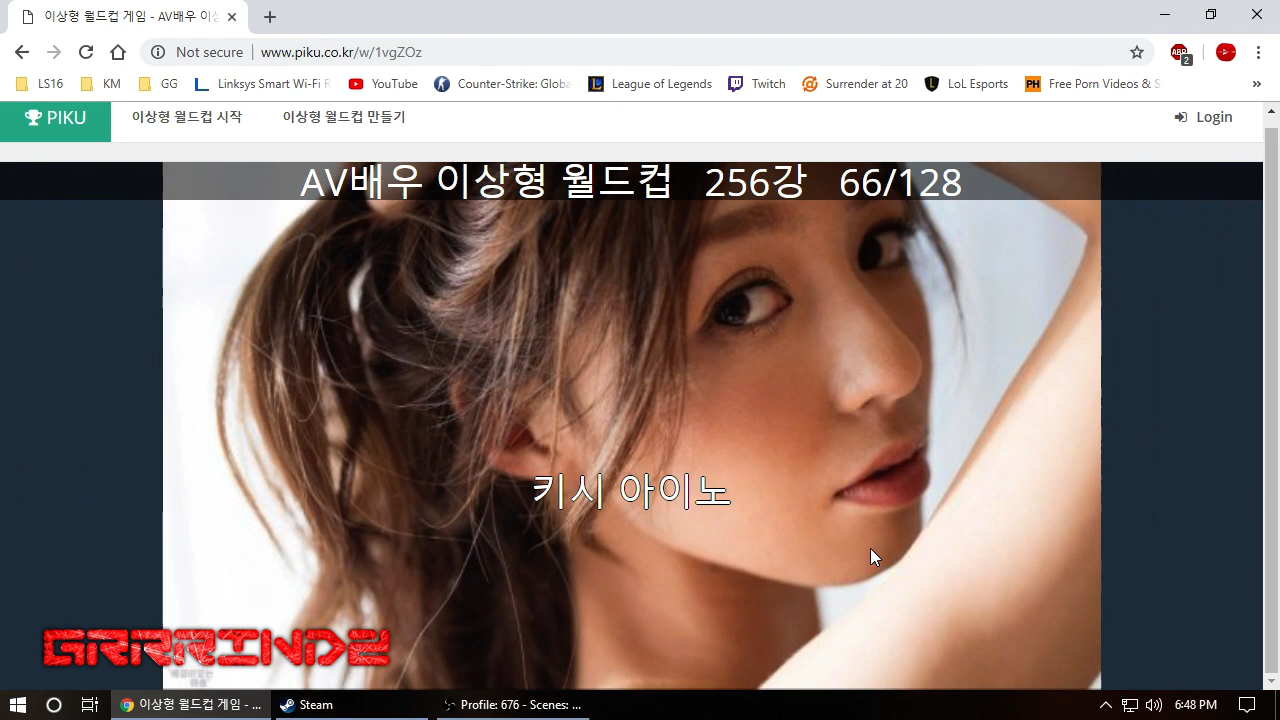 이상형 월드컵 게임 - AV배우 이상
Not secure
www.piku.co.kr/w/1vgZOz
ABP
2
LS16
KM
GG
Linksys Smart Wi-Fi R
YouTube
Counter-Strike: Globa
League of Legends
Twitch
Surrender at 20
LoL Esports
PH
Free Porn Videos & S
»
PIKU
이상형 월드컵 시작
이상형 월드컵 만들기
Login
AV배우 이상형 월드컵 256강 66/128
키시 아이노
GRRRINDZ
이상형 월드컵 게임 - ...
Steam
Profile: 676 - Scenes: ...
6:48 PM